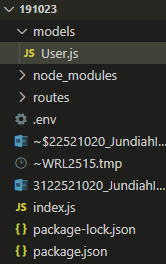 191023
models
JS User.js
node_modules
routes
.env
~$22521020_JundiahI...
~WRL2515.tmp
3122521020_JundiahI...
JS index.js
{} package-lock.json
{} package.json